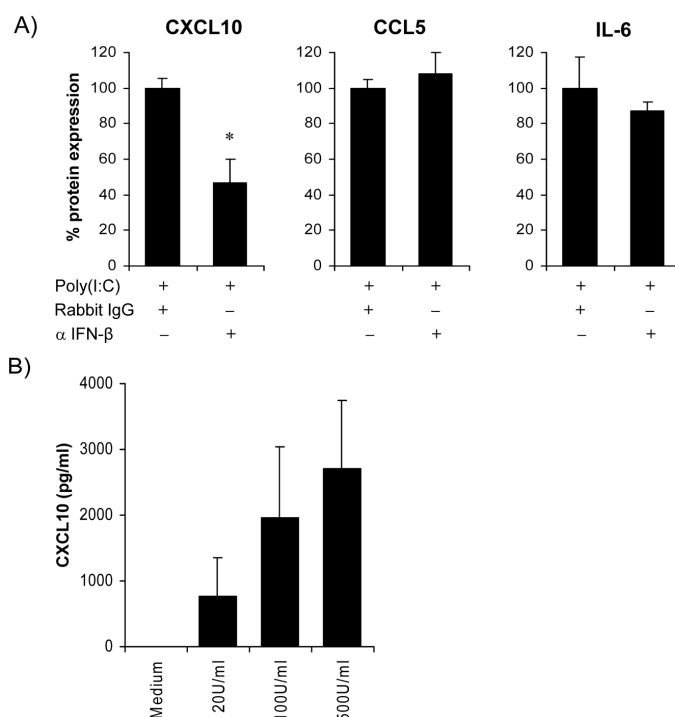 A)
CXCL10 CCL5 IL-6
% protein expression
120 120 120
100 100 100
80 80 80
60 60 60
40 40 40
20 20 20
0 0 0
*
Poly(I:C) + + + + + +
Rabbit IgG + – + – + –
α IFN-β – + – + – +
B)
CXCL10 (pg/ml)
4000
3000
2000
1000
0
Medium
20U/ml
100U/ml